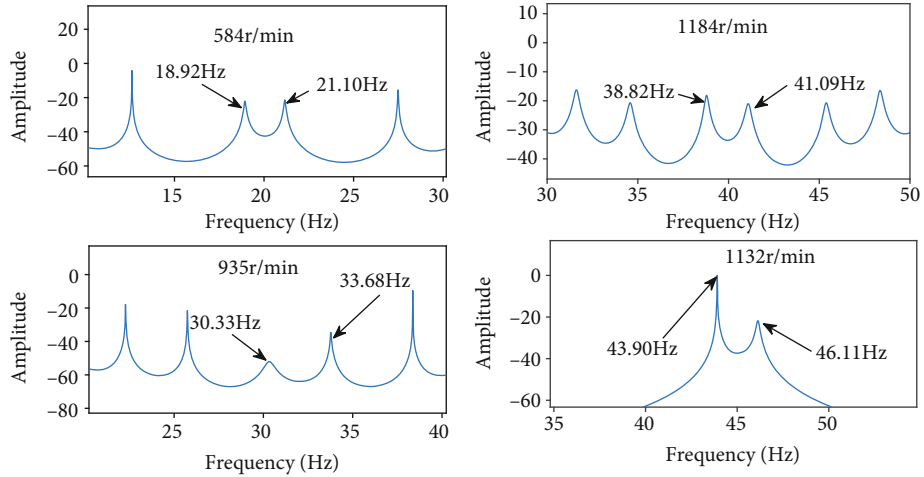 584r/min
18.92Hz
21.10Hz
20
0
−20
−40
−60
Amplitude
15
20
25
30
Frequency (Hz)
1184r/min
38.82Hz
41.09Hz
10
0
−10
−20
−30
−40
Amplitude
30
35
40
45
50
Frequency (Hz)
935r/min
30.33Hz
33.68Hz
0
−20
−40
−60
−80
Amplitude
25
30
35
40
Frequency (Hz)
1132r/min
43.90Hz
46.11Hz
0
−20
−40
−60
Amplitude
35
40
45
50
Frequency (Hz)